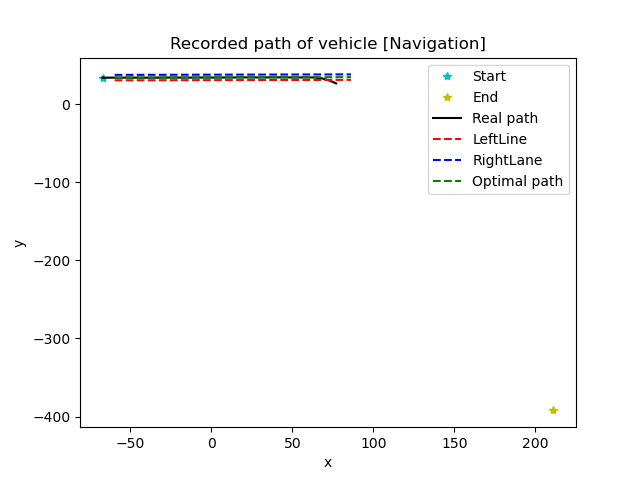 Recorded path of vehicle [Navigation]
Start
End
Real path
LeftLine
RightLane
Optimal path
0
−100
−200
−300
−400
y
−50
0
50
100
150
200
x